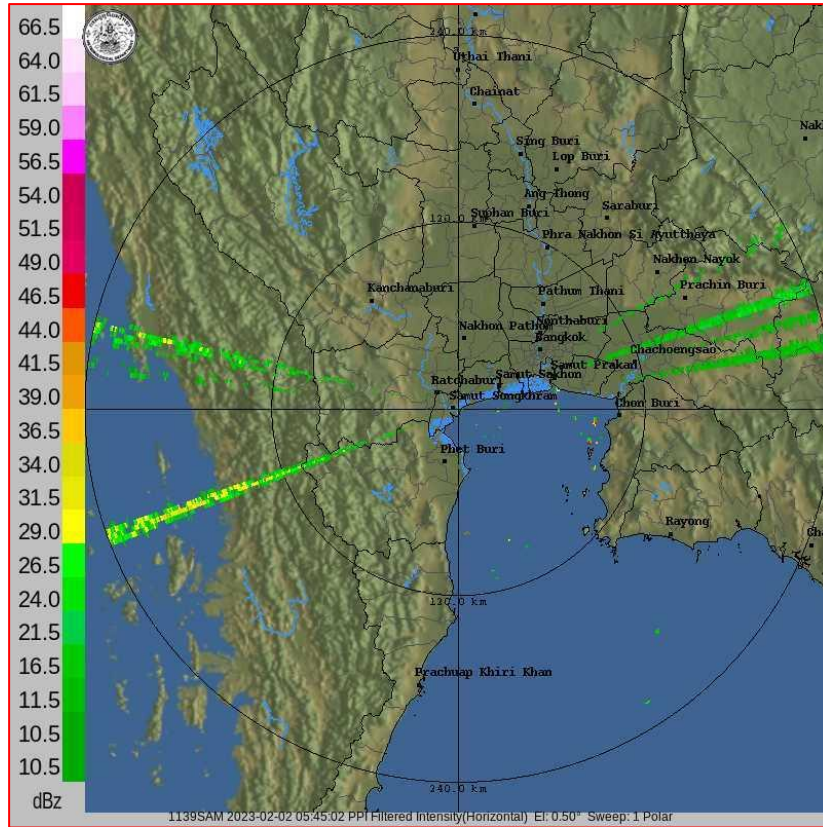 66.5
64.0
61.5
59.0
56.5
54.0
51.5
49.0
46.5
44.0
41.5
39.0
36.5
34.0
31.5
29.0
26.5
24.0
21.5
16.5
11.5
10.5
10.5
dBz
240.0 km
Uthai Thani
Chainat
Sing Buri
Lop Buri
Ang Thong
Suphan Buri
Saraburi
120.0 km
Phra Nakhon Si Ayutthaya
Nakhon Nayok
Kanchanaburi
Pathum Thani
Prachin Buri
Nakhon Pathom
Nonthaburi
Bangkok
Chachoengsao
Samut Prakan
Samut Sakhon
Ratchaburi
Samut Songkhram
Chon Buri
Phet Buri
Rayong
120.0 km
Prachuap Khiri Khan
240.0 km
1139SAM 2023-02-02 05:45:02 PPI Filtered Intensity(Horizontal) El: 0.50° Sweep: 1 Polar